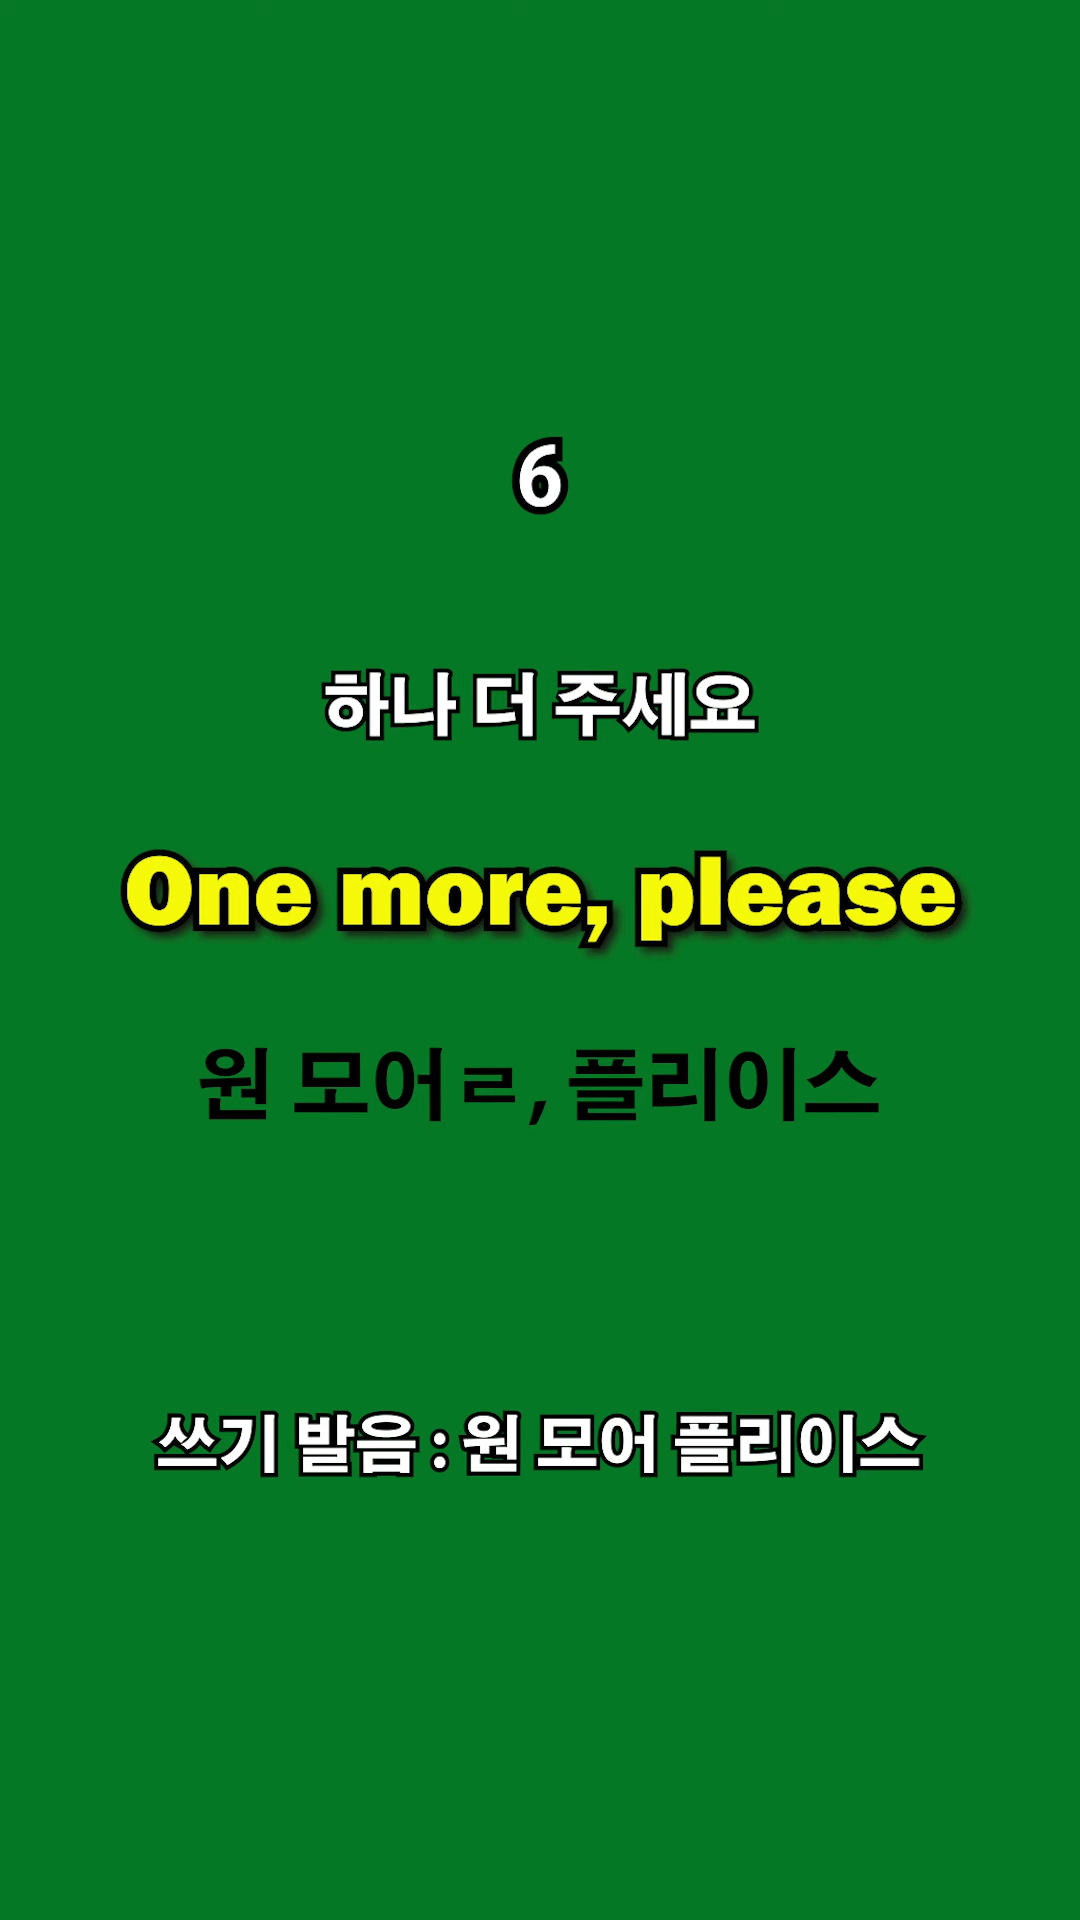 6
하나 더 주세요
One more, please
원 모어ㄹ, 플리이스
쓰기 발음 : 원 모어 플리이스